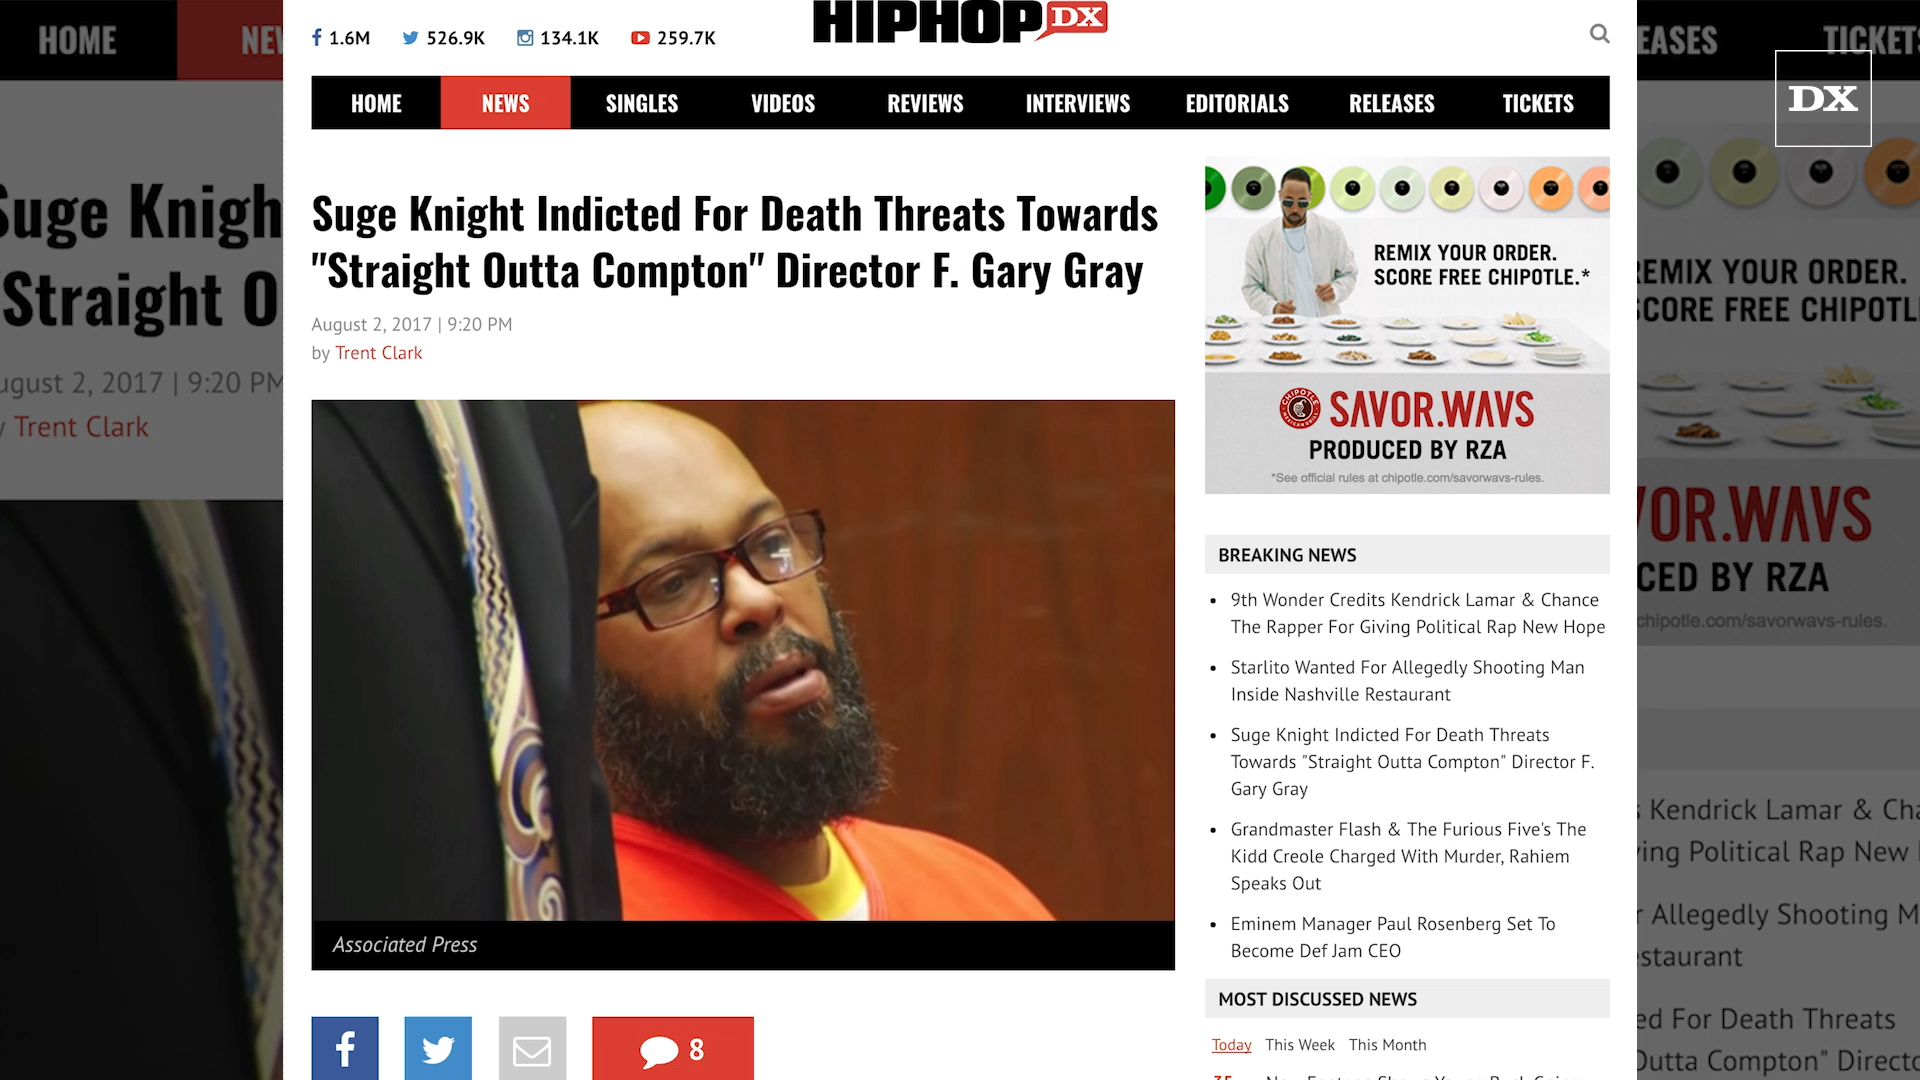 HOME
NEW
Suge Knigh
"Straight O
ugust 2, 2017 | 9:20 PM
y Trent Clark
1.6M
526.9K
134.1K
259.7K
HIPHOPDX
HOME
NEWS
SINGLES
VIDEOS
REVIEWS
INTERVIEWS
EDITORIALS
RELEASES
TICKETS
Suge Knight Indicted For Death Threats Towards
"Straight Outta Compton" Director F. Gary Gray
August 2, 2017 | 9:20 PM
by Trent Clark
Associated Press
8
REMIX YOUR ORDER.
SCORE FREE CHIPOTLE.*
CHIPOTLE
SAVOR.WAVS
PRODUCED BY RZA
*See official rules at chipotle.com/savorwavs-rules.
BREAKING NEWS
9th Wonder Credits Kendrick Lamar & Chance
The Rapper For Giving Political Rap New Hope
Starlito Wanted For Allegedly Shooting Man
Inside Nashville Restaurant
Suge Knight Indicted For Death Threats
Towards "Straight Outta Compton" Director F.
Gary Gray
Grandmaster Flash & The Furious Five's The
Kidd Creole Charged With Murder, Rahiem
Speaks Out
Eminem Manager Paul Rosenberg Set To
Become Def Jam CEO
MOST DISCUSSED NEWS
Today
This Week
This Month
EASES
TICKETS
DX
EMIX YOUR ORDER.
CORE FREE CHIPOTL
VOR.WAVS
CED BY RZA
chipotle.com/savorwavs-rules.
s Kendrick Lamar & Cha
ving Political Rap New
r Allegedly Shooting M
estaurant
ed For Death Threats
Outta Compton" Directo